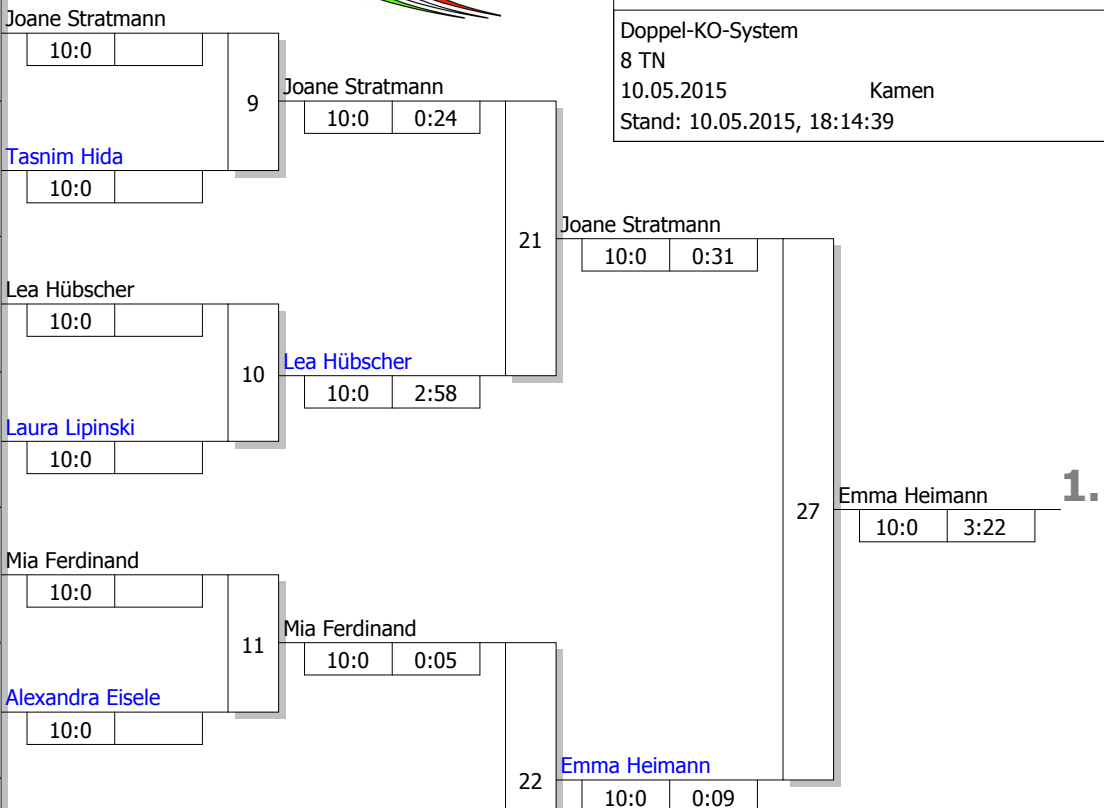 Doppel-KO-System
8 TN
10.05.2015 Kamen
Stand: 10.05.2015, 18:14:39
Joane Stratmann
10:0
9
Tasnim Hida
10:0
Joane Stratmann
10:0 0:24
Lea Hübscher
10:0
10
Laura Lipinski
10:0
Lea Hübscher
10:0 2:58
21
Joane Stratmann
10:0 0:31
Mia Ferdinand
10:0
11
Alexandra Eisele
10:0
Mia Ferdinand
10:0 0:05
22
Emma Heimann
10:0 0:09
27
Emma Heimann
10:0 3:22
1.